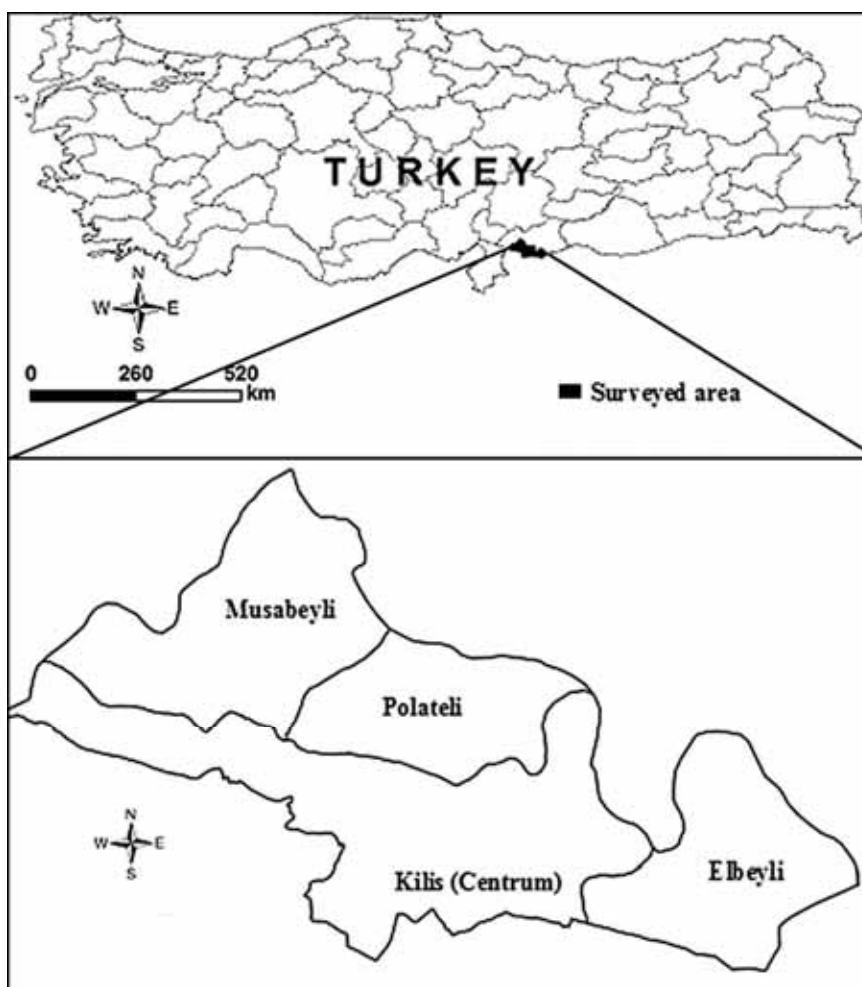 TURKEY
N
W E
S
0 260 520
km
Surveyed area
Musabeyli
Polateli
N
W E
S
Kilis (Centrum)
Elbeyli